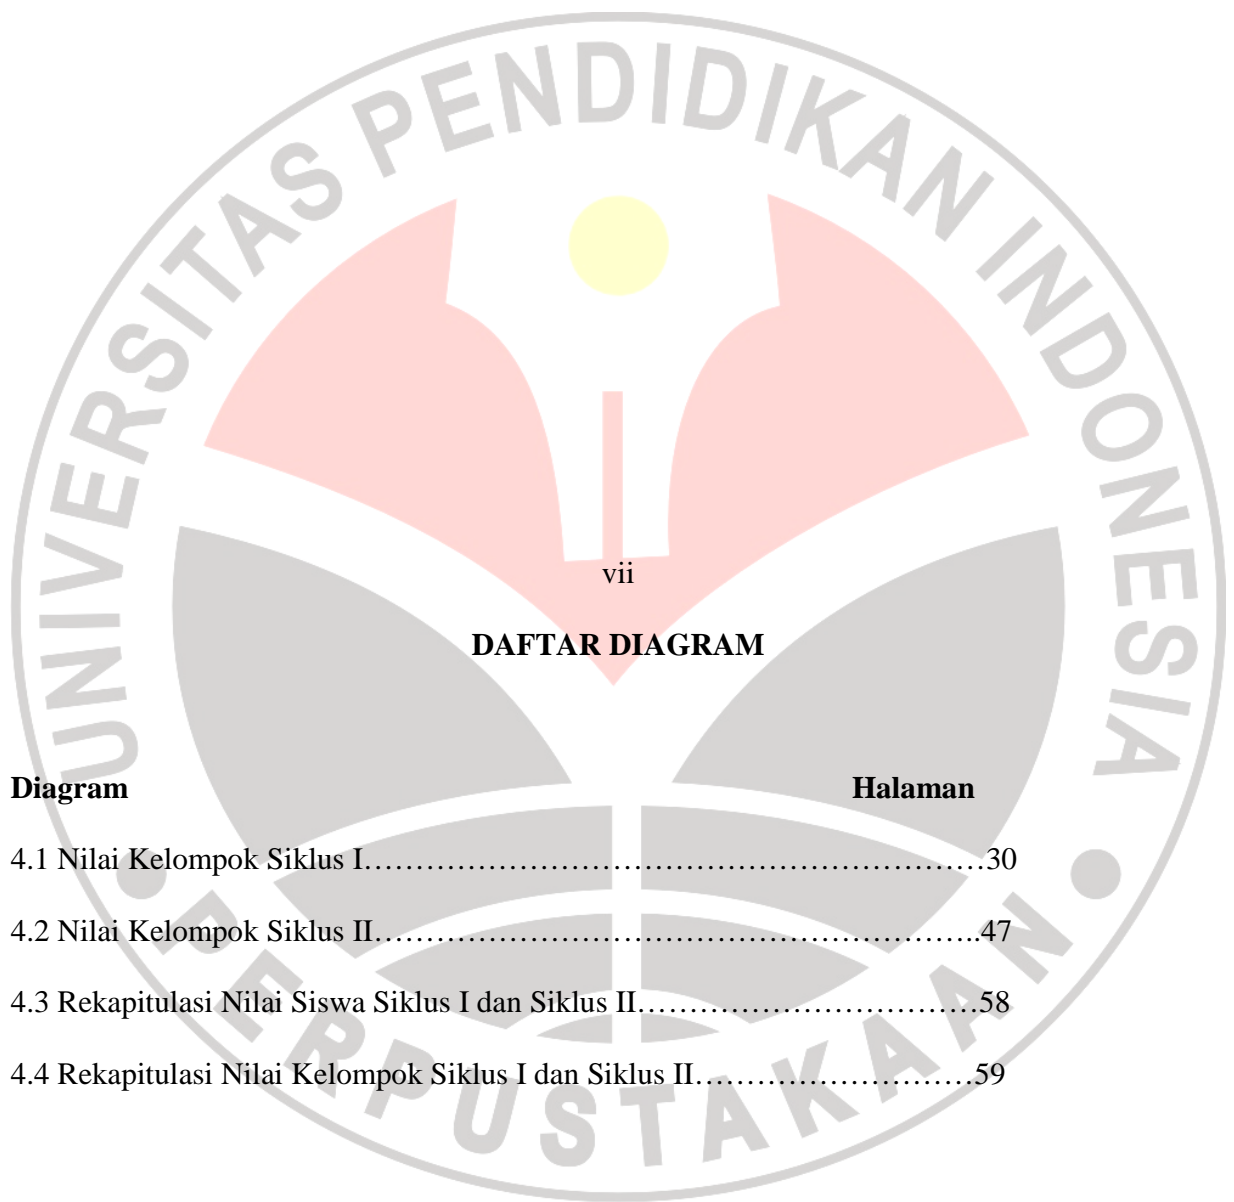 UNIVERSITAS PENDIDIKAN INDONESIA
PERPUSTAKAAN
vii
DAFTAR DIAGRAM
Diagram Halaman
4.1 Nilai Kelompok Siklus I……………………………………………………30
4.2 Nilai Kelompok Siklus II…………………….……………………………..47
4.3 Rekapitulasi Nilai Siswa Siklus I dan Siklus II……………………………58
4.4 Rekapitulasi Nilai Kelompok Siklus I dan Siklus II………………………59